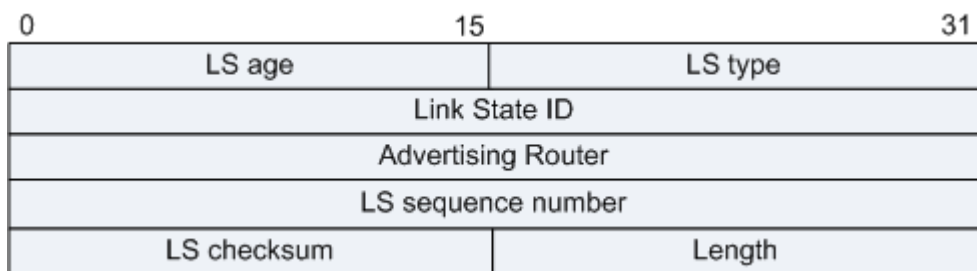 0 15 31
LS age LS type
Link State ID
Advertising Router
LS sequence number
LS checksum Length